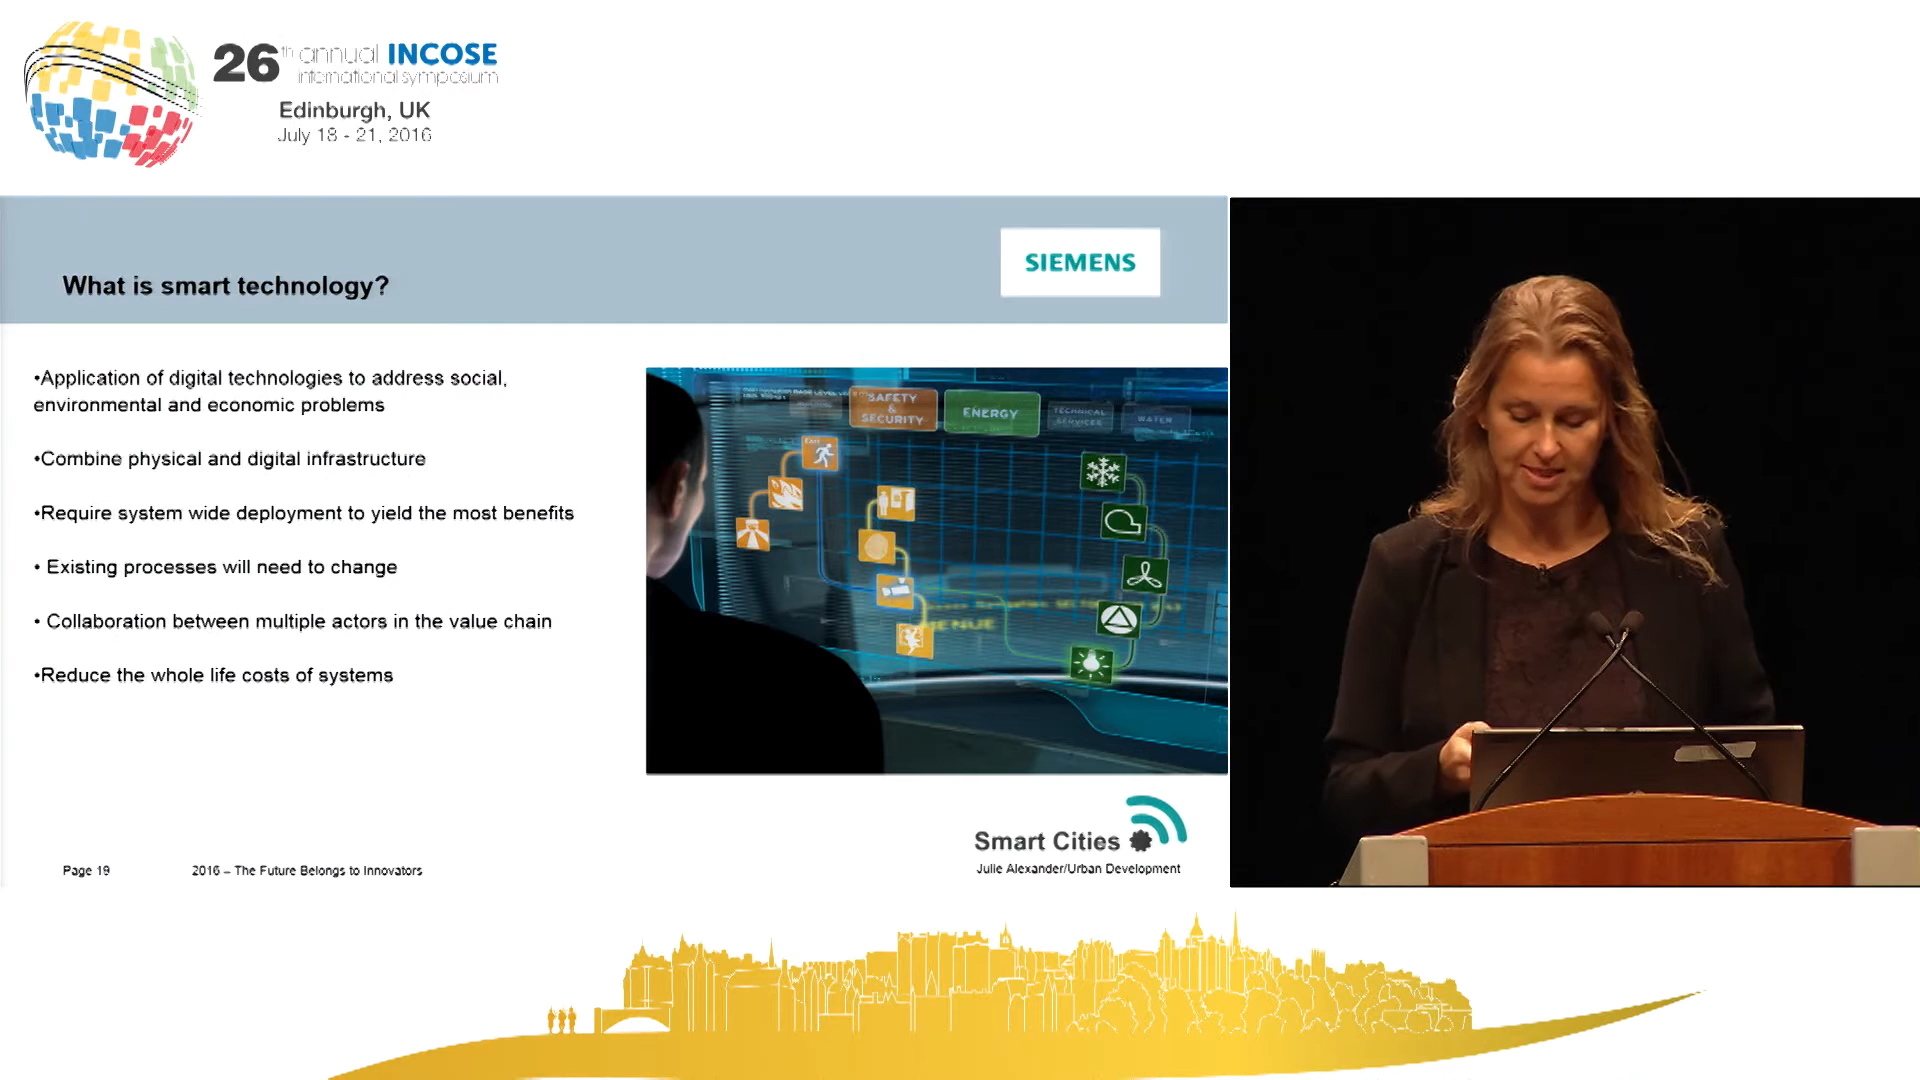 26th annual INCOSE
international symposium
Edinburgh, UK
July 18 - 21, 2016
What is smart technology?
SIEMENS
•Application of digital technologies to address social,
environmental and economic problems
•Combine physical and digital infrastructure
•Require system wide deployment to yield the most benefits
• Existing processes will need to change
• Collaboration between multiple actors in the value chain
•Reduce the whole life costs of systems
SAFETY
&
SECURITY
ENERGY
TECHNICAL
SERVICES
WATER
EXIT
Smart Cities
Julie Alexander/Urban Development
Page 19
2016 – The Future Belongs to Innovators